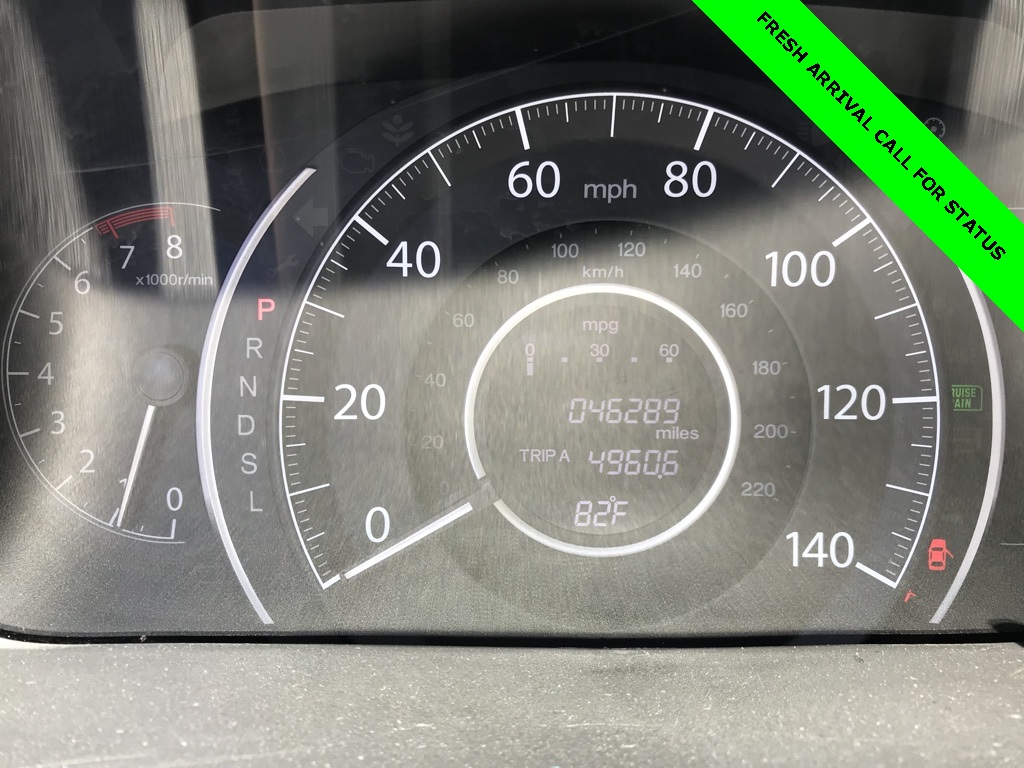 FRESH ARRIVAL CALL FOR STATUS
60 mph 80
40
100
20
120
0
140
7 8
x1000r/min
6
5
4
3
2
1
0
P
R
N
D
S
L
100 120
km/h
80
140
60
160
40
180
20
200
0
220
mpg
0 30 60
046289
miles
TRIP A 4960.6
82°F